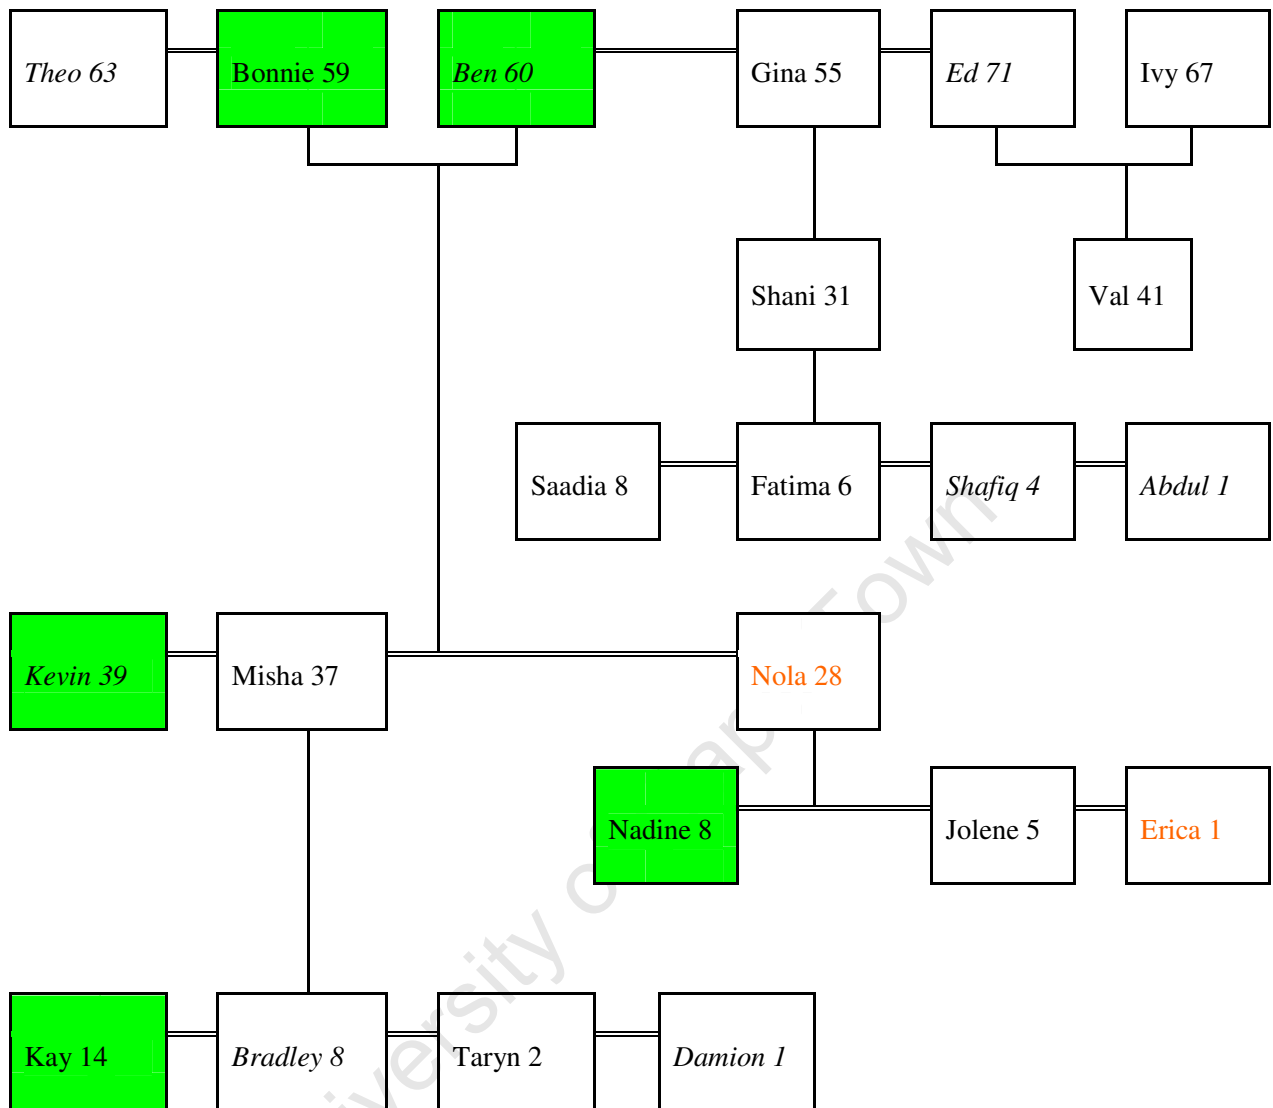 Theo 63 Bonnie 59 Ben 60 Gina 55 Ed 71 Ivy 67
Shani 31 Val 41
Saadia 8 Fatima 6 Shafiq 4 Abdul 1
Kevin 39 Misha 37 Nola 28
Nadine 8 Jolene 5 Erica 1
Kay 14 Bradley 8 Taryn 2 Damion 1